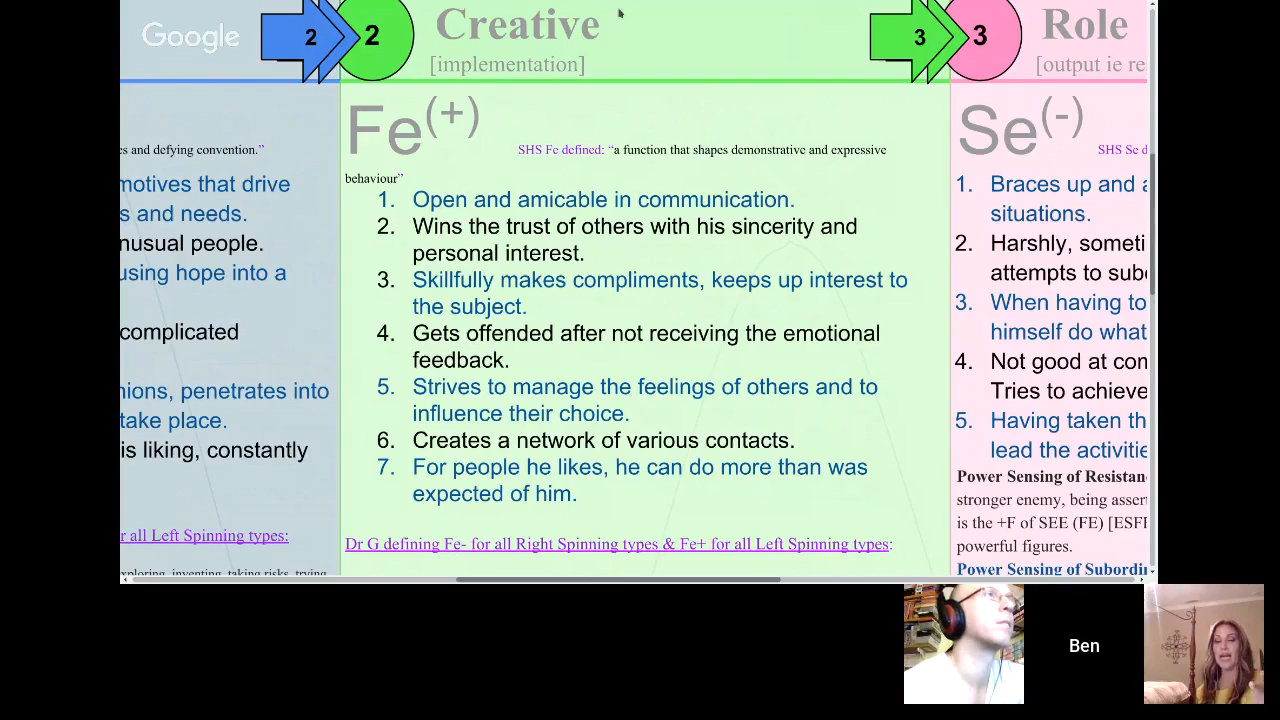 Google
2
2
Creative
[implementation]
3
3
Role
[output ie re
es and defying convention.”
motives that drive
s and needs.
nusual people.
using hope into a
complicated
nions, penetrates into
take place.
is liking, constantly
r all Left Spinning types:
exploring, inventing, taking risks, trying
Fe(+)
SHS Fe defined: “a function that shapes demonstrative and expressive
behaviour”
1. Open and amicable in communication.
2. Wins the trust of others with his sincerity and
personal interest.
3. Skillfully makes compliments, keeps up interest to
the subject.
4. Gets offended after not receiving the emotional
feedback.
5. Strives to manage the feelings of others and to
influence their choice.
6. Creates a network of various contacts.
7. For people he likes, he can do more than was
expected of him.
Dr G defining Fe- for all Right Spinning types & Fe+ for all Left Spinning types:
Se(-)
SHS Se d
1. Braces up and a
situations.
2. Harshly, someti
attempts to subo
3. When having to
himself do what
4. Not good at con
Tries to achieve
5. Having taken th
lead the activitie
Power Sensing of Resistan
stronger enemy, being assert
is the +F of SEE (FE) [ESFP
powerful figures.
Power Sensing of Subordin
Ben